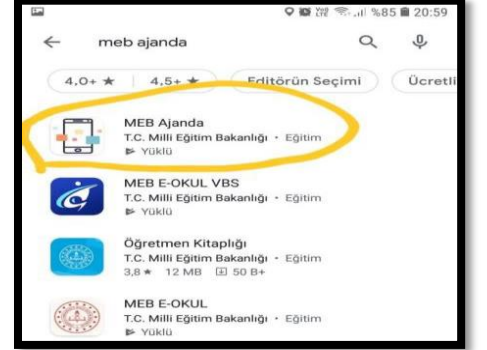 %85 20:59
meb ajanda
4,0+ ★ 4,5+ ★ Editörün Seçimi Ücretli
MEB Ajanda
T.C. Milli Eğitim Bakanlığı • Eğitim
Yüklü
MEB E-OKUL VBS
T.C. Milli Eğitim Bakanlığı • Eğitim
Yüklü
Öğretmen Kitaplığı
T.C. Milli Eğitim Bakanlığı • Eğitim
3,8 ★ 12 MB 50 B+
MEB E-OKUL
T.C. Milli Eğitim Bakanlığı • Eğitim
Yüklü